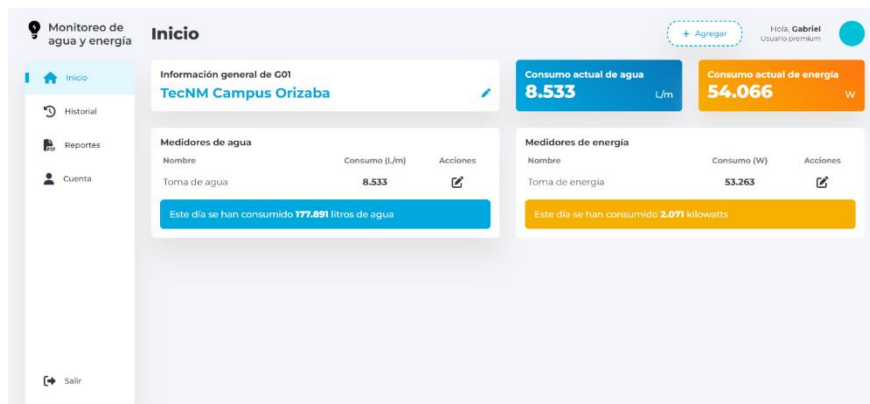 Monitoreo de
agua y energía
Inicio
+ Agregar
Hola, Gabriel
Usuario premium
Inicio
Historial
Reportes
Cuenta
Salir
Información general de G01
TecNM Campus Orizaba
Consumo actual de agua
8.533 L/m
Consumo actual de energía
54.066 W
Medidores de agua
Nombre Consumo (L/m) Acciones
Toma de agua 8.533
Este día se han consumido 177.891 litros de agua
Medidores de energía
Nombre Consumo (W) Acciones
Toma de energía 53.263
Este día se han consumido 2.071 kilowatts